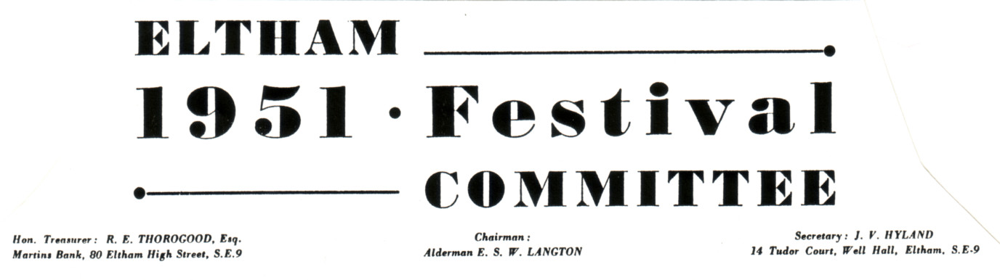 ELTHAM
1951 · Festival
COMMITTEE
Hon. Treasurer : R. E. THOROGOOD, Esq.
Martins Bank, 80 Eltham High Street, S.E.9
Chairman :
Alderman E. S. W. LANGTON
Secretary : J. V. HYLAND
14 Tudor Court, Well Hall, Eltham, S.E-9